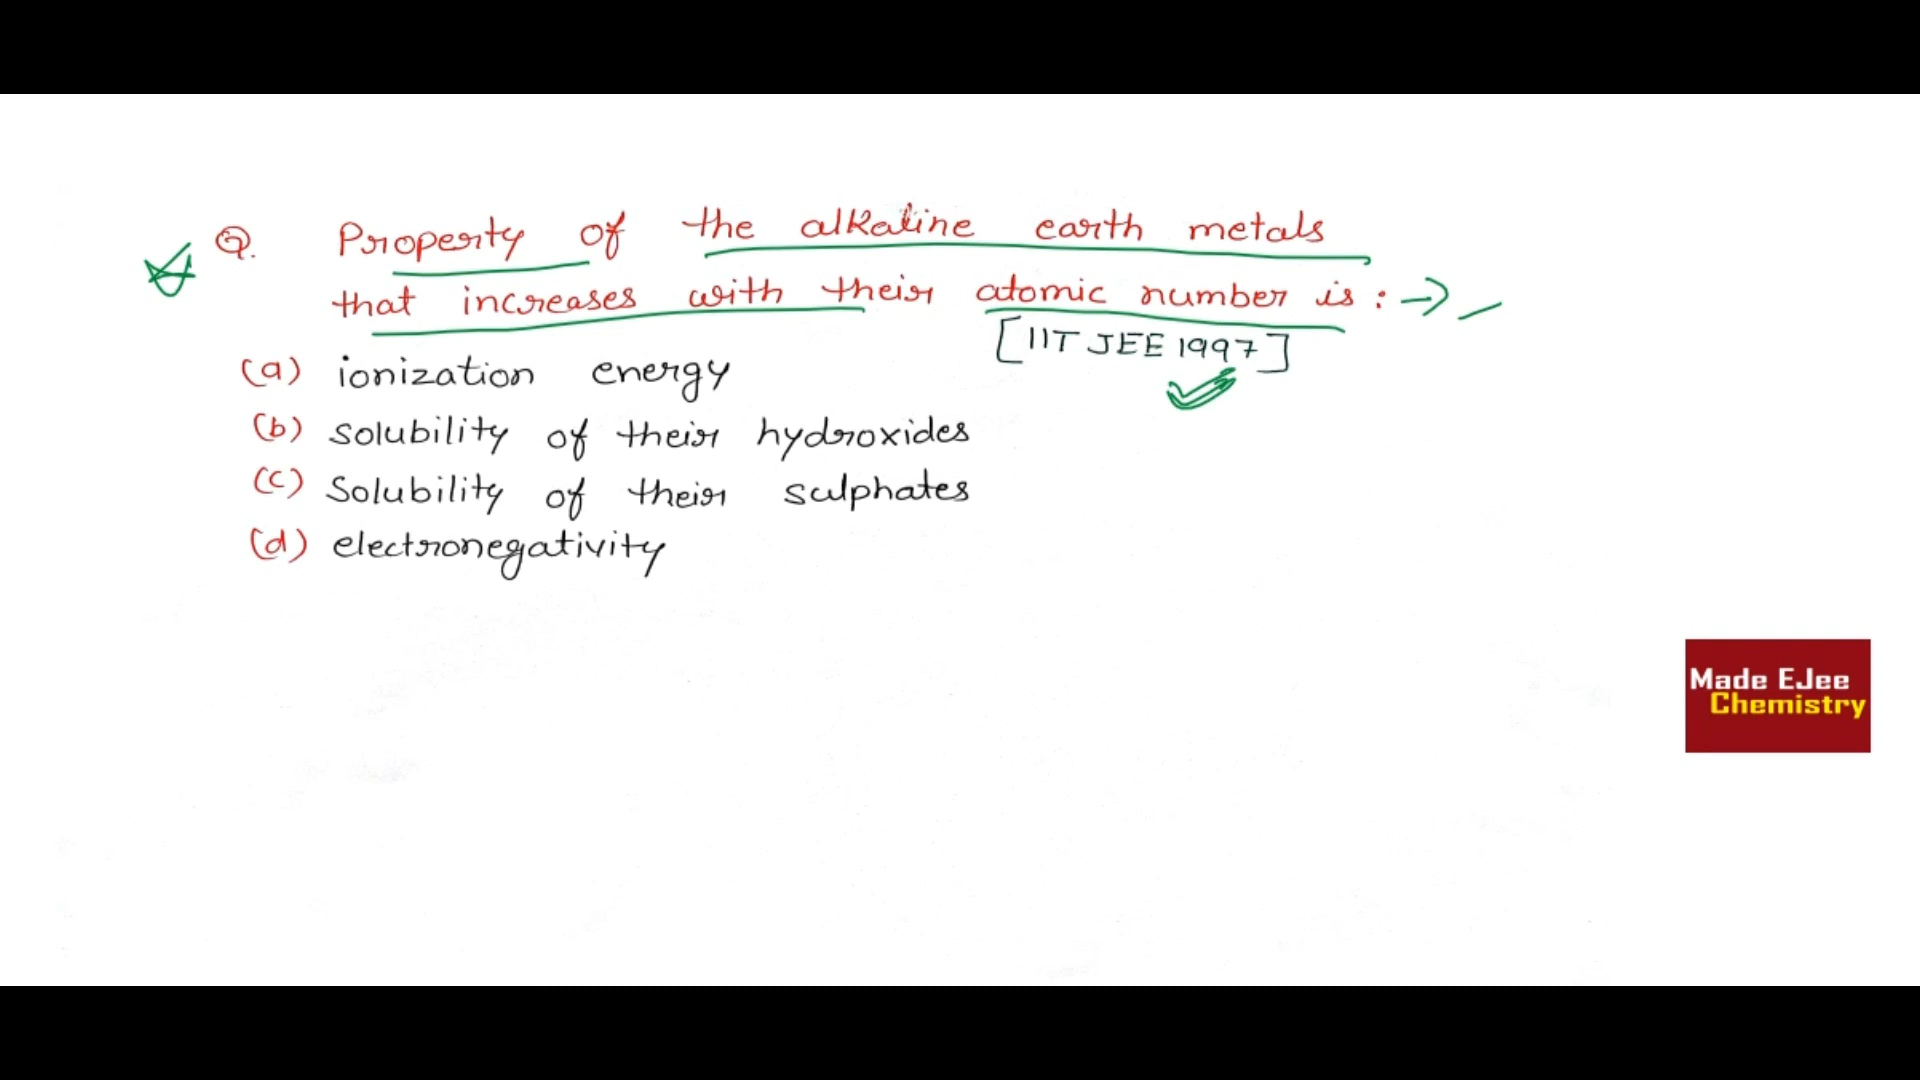 Q. Property of the alkaline earth metals
that increases with their atomic number is :
[IIT JEE 1997]
(a) ionization energy
(b) solubility of their hydroxides
(c) Solubility of their sulphates
(d) electronegativity
Made EJee
Chemistry